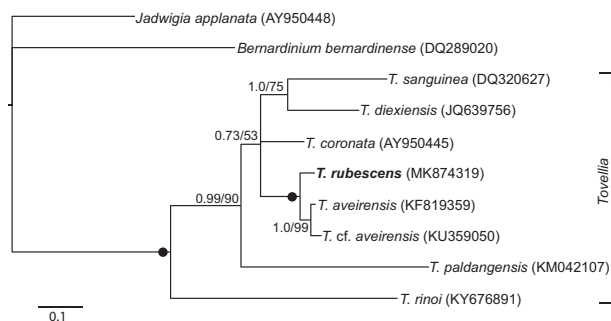 Jadwigia applanata (AY950448)
Bernardinium bernardinense (DQ289020)
T. sanguinea (DQ320627)
1.0/75
T. diexiensis (JQ639756)
0.73/53
T. coronata (AY950445)
T. rubescens (MK874319)
0.99/90
T. aveirensis (KF819359)
1.0/99
T. cf. aveirensis (KU359050)
T. paldangensis (KM042107)
T. rinoi (KY676891)
Tovellia
0.1